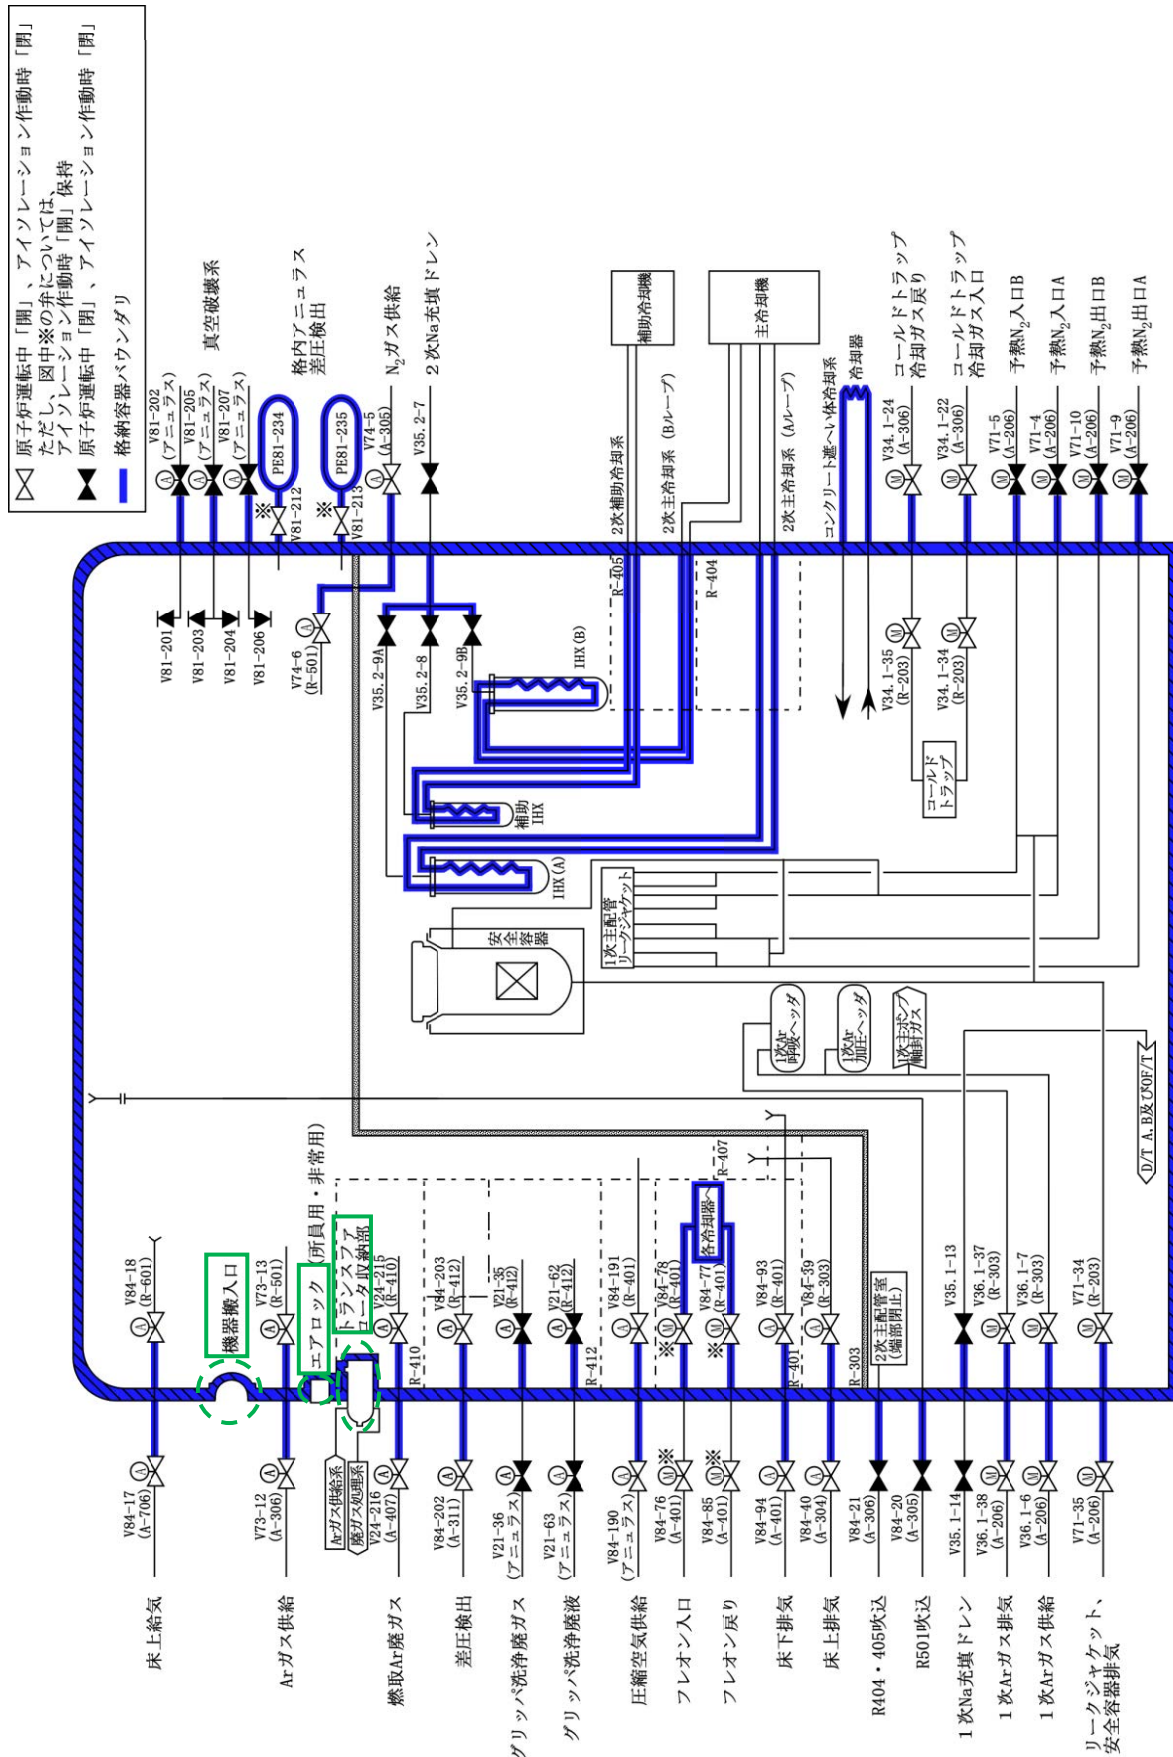 原子炉運転中「開」、アイソレーション作動時「閉」
ただし、図中※の弁については、
アイソレーション作動時「開」保持
原子炉運転中「閉」、アイソレーション作動時「閉」
格納容器バウンダリ
V81-202
(アニュラス)
V81-205
(アニュラス)
V81-207
(アニュラス)
真空破壊系
PE81-234
※
V81-212
PE81-235
※
V81-213
格内アニュラス
差圧検出
V74-5
(A-305)
N₂ガス供給
V35.2-7
2次Na充填ドレン
V81-201
V81-203
V81-204
V81-206
V74-6
(R-501)
V35.2-9A
V35.2-8
V35.2-9B
IHX(B)
補助
IHX
IHX(A)
R-405
R-404
2次補助冷却系
補助冷却機
2次主冷却系 (Bループ)
主冷却機
2次主冷却系 (Aループ)
コンクリート遮へい体冷却系
冷却器
V34.1-24
(A-306)
コールドトラップ
冷却ガス戻り
V34.1-22
(A-306)
コールドトラップ
冷却ガス入口
V71-5
(A-206)
予熱N₂入口B
V71-4
(A-206)
予熱N₂入口A
V71-10
(A-206)
予熱N₂出口B
V71-9
(A-206)
予熱N₂出口A
V34.1-35
(R-203)
V34.1-34
(R-203)
コールド
トラップ
安全容器
1次主配管
リークジャケット
1次Ar
呼吸ヘッダ
1次Ar
加圧ヘッダ
1次主ポンプ
軸封ガス
D/T A,B及びOF/T
床上給気
V84-17
(A-706)
V84-18
(R-601)
機器搬入口
Arガス供給
V73-12
(A-306)
V73-13
(R-501)
エアロック (所員用・非常用)
トランスファ
ロータ収納部
Arガス供給系
廃ガス処理系
燃取Ar廃ガス
V24-216
(A-407)
V24-215
(R-410)
R-410
差圧検出
V84-202
(A-311)
V84-203
(R-412)
グリッパ洗浄廃ガス
V21-36
(アニュラス)
V21-35
(R-412)
グリッパ洗浄廃液
V21-63
(アニュラス)
V21-62
(R-412)
R-412
圧縮空気供給
V84-190
(アニュラス)
V84-191
(R-401)
フレオン入口
V84-76
(A-401)
※
V84-78
(R-401)
※
フレオン戻り
V84-85
(A-401)
※
V84-77
(R-401)
※
各冷却器へ
R-407
床下排気
V84-94
(A-401)
V84-93
(R-401)
R-401
床上排気
V84-40
(A-304)
V84-39
(R-303)
R-303
R404・405吹込
V84-21
(A-306)
2次主配管室
(端部閉止)
R501吹込
V84-20
(A-305)
1次Na充填ドレン
V35.1-14
V35.1-13
1次Arガス排気
V36.1-38
(A-206)
V36.1-37
(R-303)
1次Arガス供給
V36.1-6
(A-206)
V36.1-7
(R-303)
リークジャケット、
安全容器排気
V71-35
(A-206)
V71-34
(R-203)